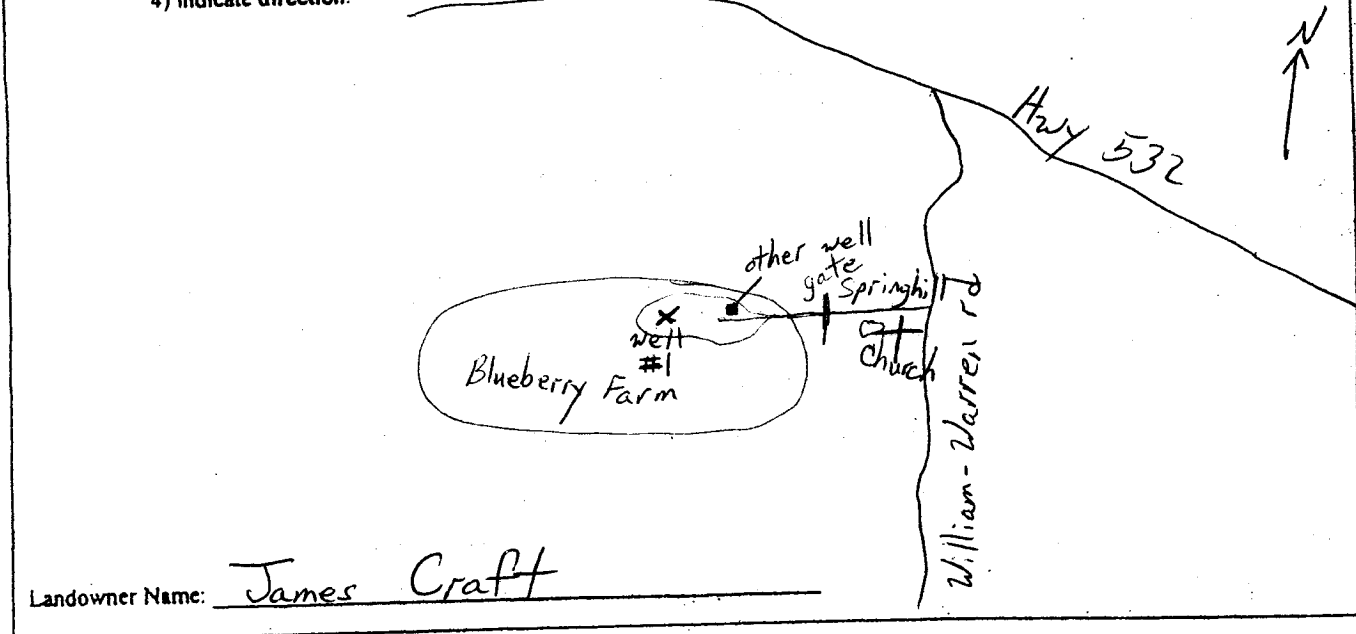 4) Indicate direction.
N
Hwy 532
other well
gate
Springhill
Church
X
well
#1
Blueberry Farm
William-Warren rd
Landowner Name: James Craft